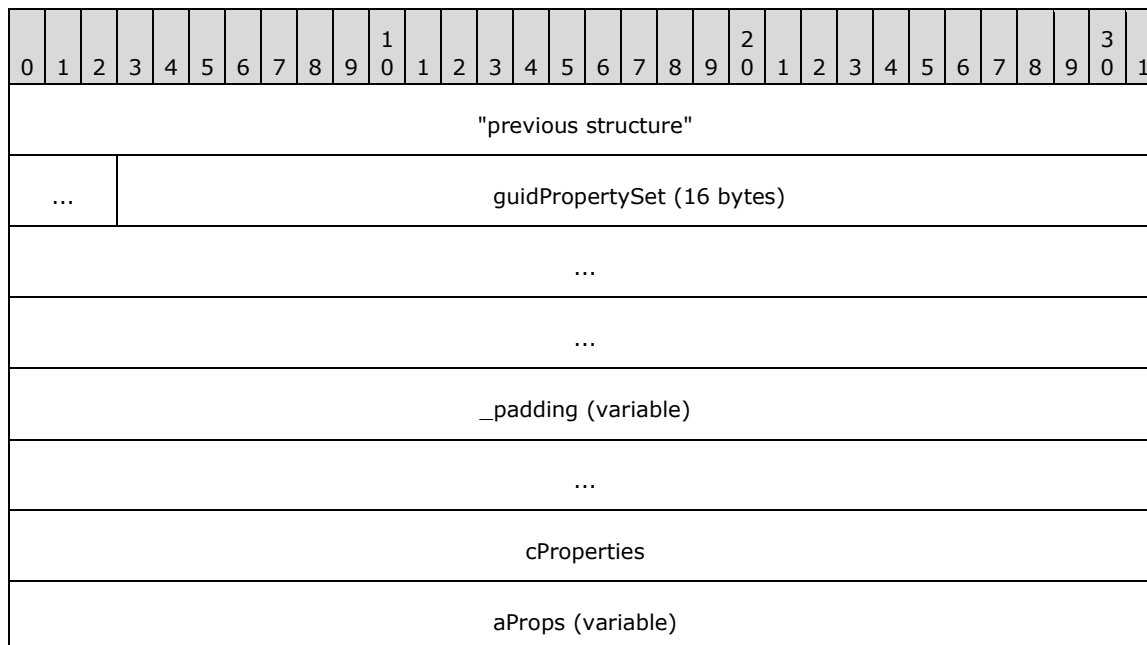 1 2 3
0 1 2 3 4 5 6 7 8 9 0 1 2 3 4 5 6 7 8 9 0 1 2 3 4 5 6 7 8 9 0 1
"previous structure"
... guidPropertySet (16 bytes)
...
...
_padding (variable)
...
cProperties
aProps (variable)